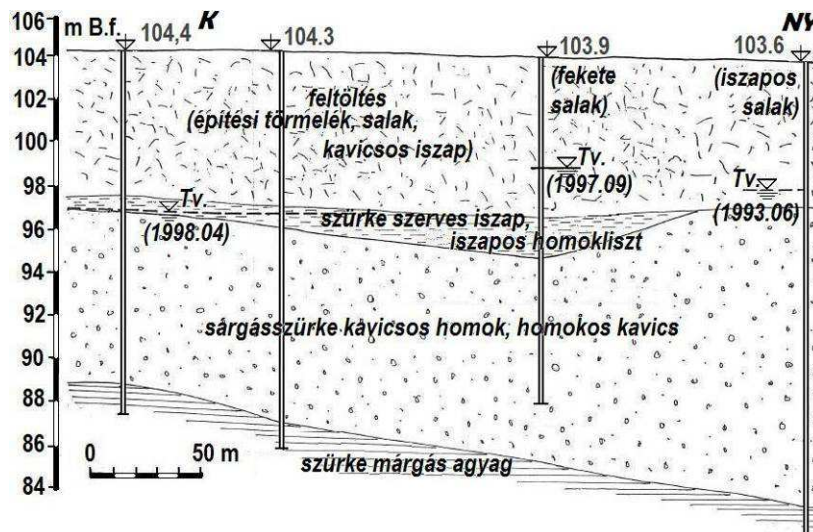 106
104
102
100
98
96
94
92
90
88
86
84
m B.f.
104,4
K
104.3
103.9
103.6
NY
feltöltés
(építési törmelék, salak,
kavicsos iszap)
(fekete
salak)
(iszapos
salak)
Tv.
(1998.04)
Tv.
(1997.09)
Tv.
(1993.06)
szürke szerves iszap,
iszapos homokliszt
sárgásszürke kavicsos homok, homokos kavics
szürke márgás agyag
0 50 m